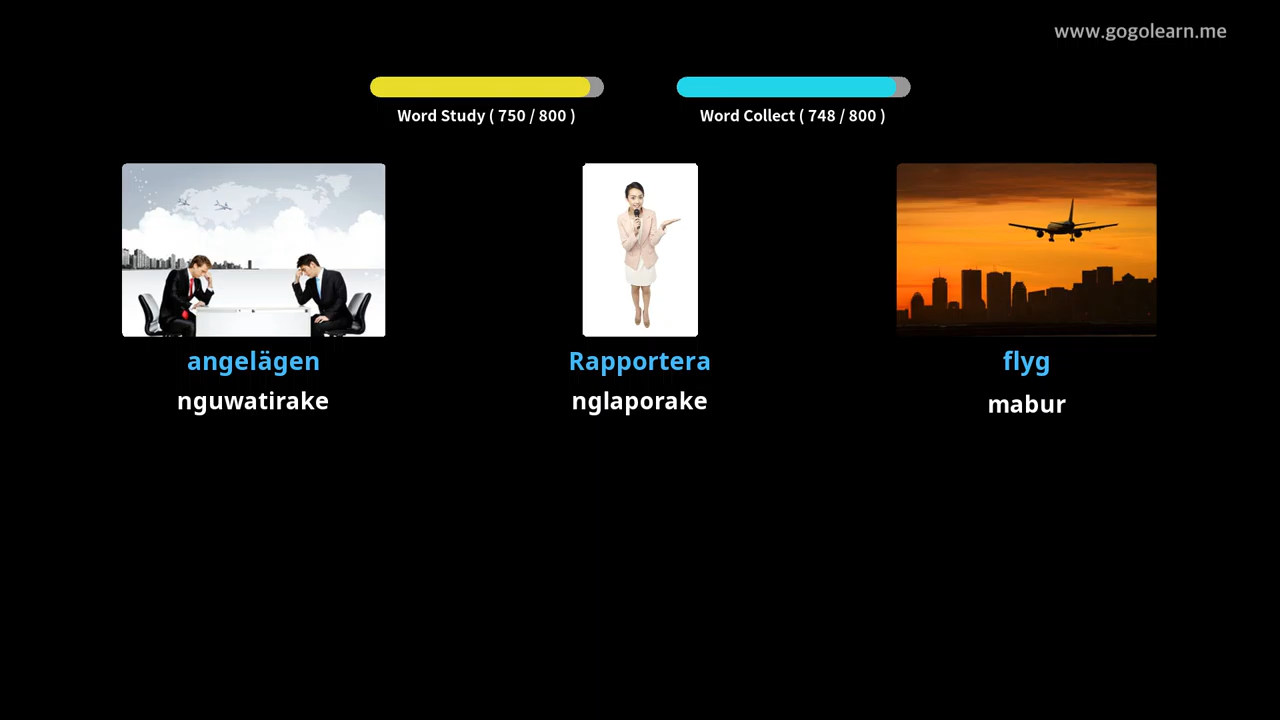 www.gogolearn.me
Word Study ( 750 / 800 )
Word Collect ( 748 / 800 )
angelägen
Rapportera
flyg
nguwatirake
nglaporake
mabur